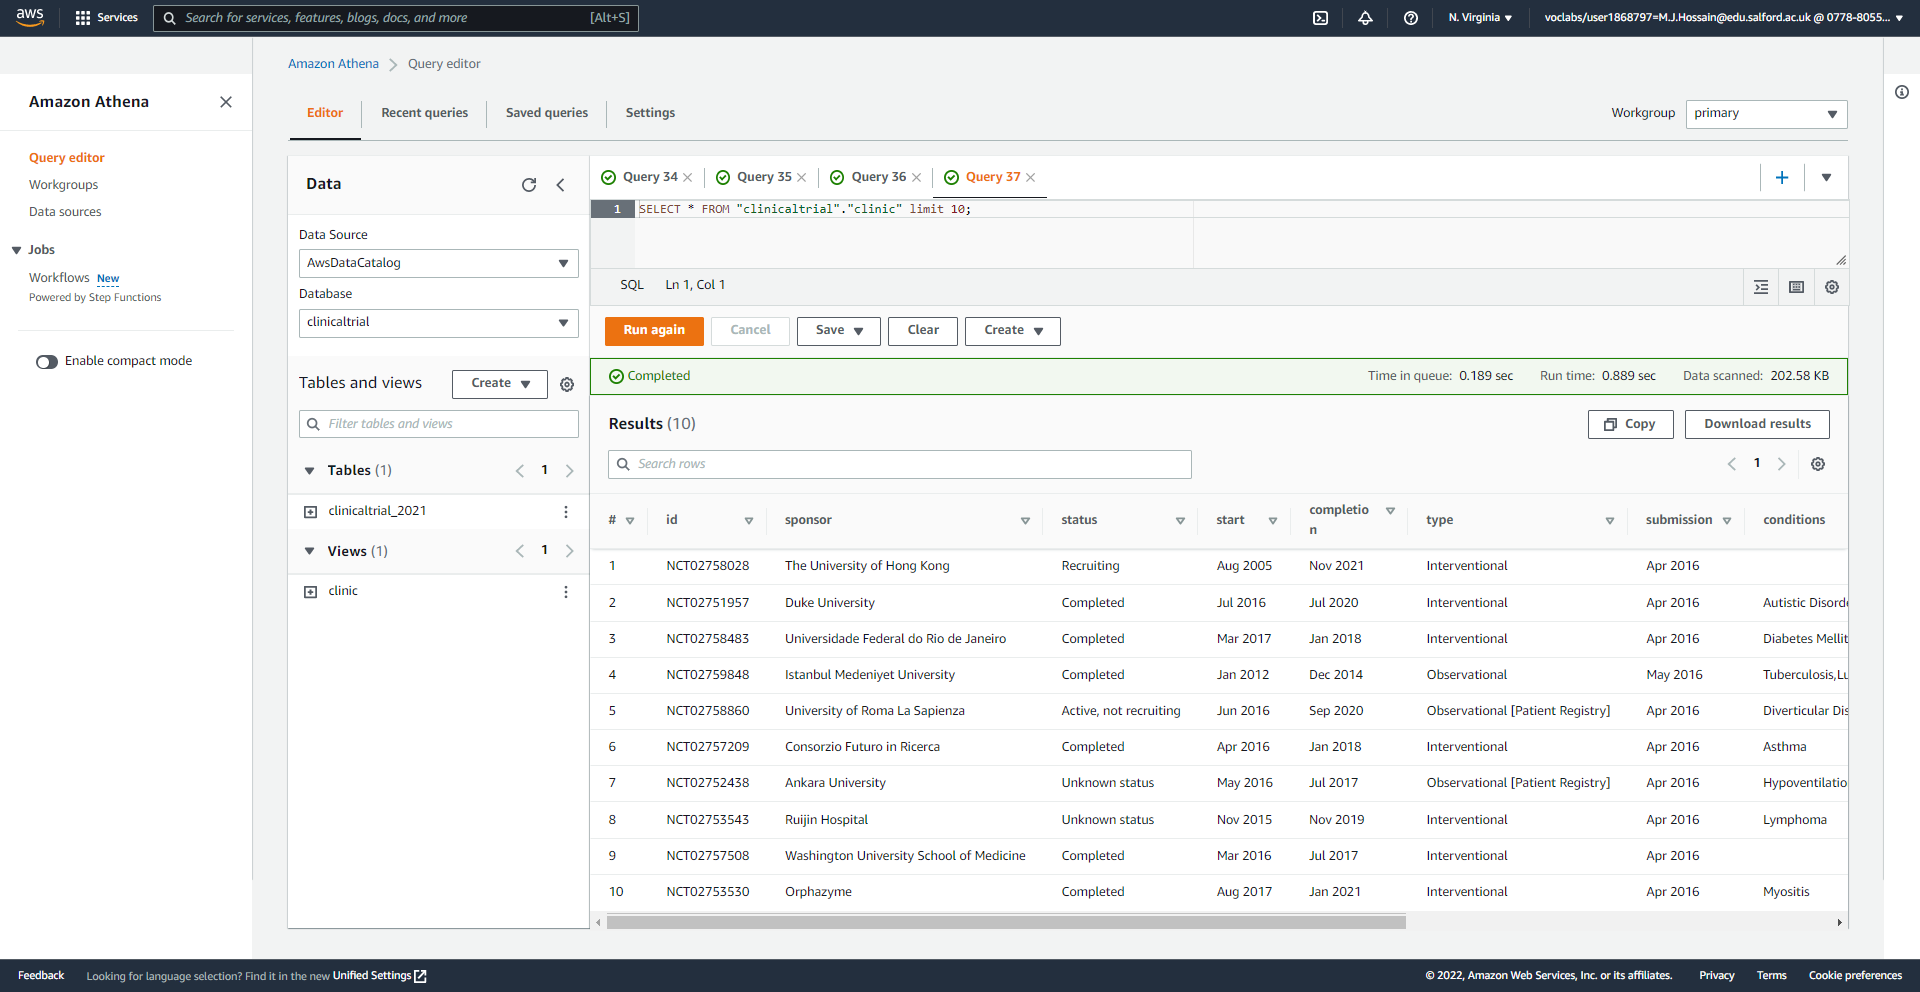 aws
Services
Search for services, features, blogs, docs, and more
[Alt+S]
N. Virginia
voclabs/user1868797=M.J.Hossain@edu.salford.ac.uk @ 0778-8055...
Amazon Athena
Query editor
Workgroups
Data sources
Jobs
Workflows New
Powered by Step Functions
Enable compact mode
Amazon Athena Query editor
Editor Recent queries Saved queries Settings
Workgroup primary
Data
Data Source
AwsDataCatalog
Database
clinicaltrial
Tables and views Create
Filter tables and views
Tables (1) 1
clinicaltrial_2021
Views (1) 1
clinic
Query 34 Query 35 Query 36 Query 37
1 SELECT * FROM "clinicaltrial"."clinic" limit 10;
SQL Ln 1, Col 1
Run again Cancel Save Clear Create
Completed Time in queue: 0.189 sec Run time: 0.889 sec Data scanned: 202.58 KB
Results (10) Copy Download results
Search rows 1
# id sponsor status start completio
n type submission conditions
1 NCT02758028 The University of Hong Kong Recruiting Aug 2005 Nov 2021 Interventional Apr 2016
2 NCT02751957 Duke University Completed Jul 2016 Jul 2020 Interventional Apr 2016 Autistic Disord
3 NCT02758483 Universidade Federal do Rio de Janeiro Completed Mar 2017 Jan 2018 Interventional Apr 2016 Diabetes Mellit
4 NCT02759848 Istanbul Medeniyet University Completed Jan 2012 Dec 2014 Observational May 2016 Tuberculosis,Lu
5 NCT02758860 University of Roma La Sapienza Active, not recruiting Jun 2016 Sep 2020 Observational [Patient Registry] Apr 2016 Diverticular Dis
6 NCT02757209 Consorzio Futuro in Ricerca Completed Apr 2016 Jan 2018 Interventional Apr 2016 Asthma
7 NCT02752438 Ankara University Unknown status May 2016 Jul 2017 Observational [Patient Registry] Apr 2016 Hypoventilatio
8 NCT02753543 Ruijin Hospital Unknown status Nov 2015 Nov 2019 Interventional Apr 2016 Lymphoma
9 NCT02757508 Washington University School of Medicine Completed Mar 2016 Jul 2017 Interventional Apr 2016
10 NCT02753530 Orphazyme Completed Aug 2017 Jan 2021 Interventional Apr 2016 Myositis
Feedback Looking for language selection? Find it in the new Unified Settings
© 2022, Amazon Web Services, Inc. or its affiliates. Privacy Terms Cookie preferences